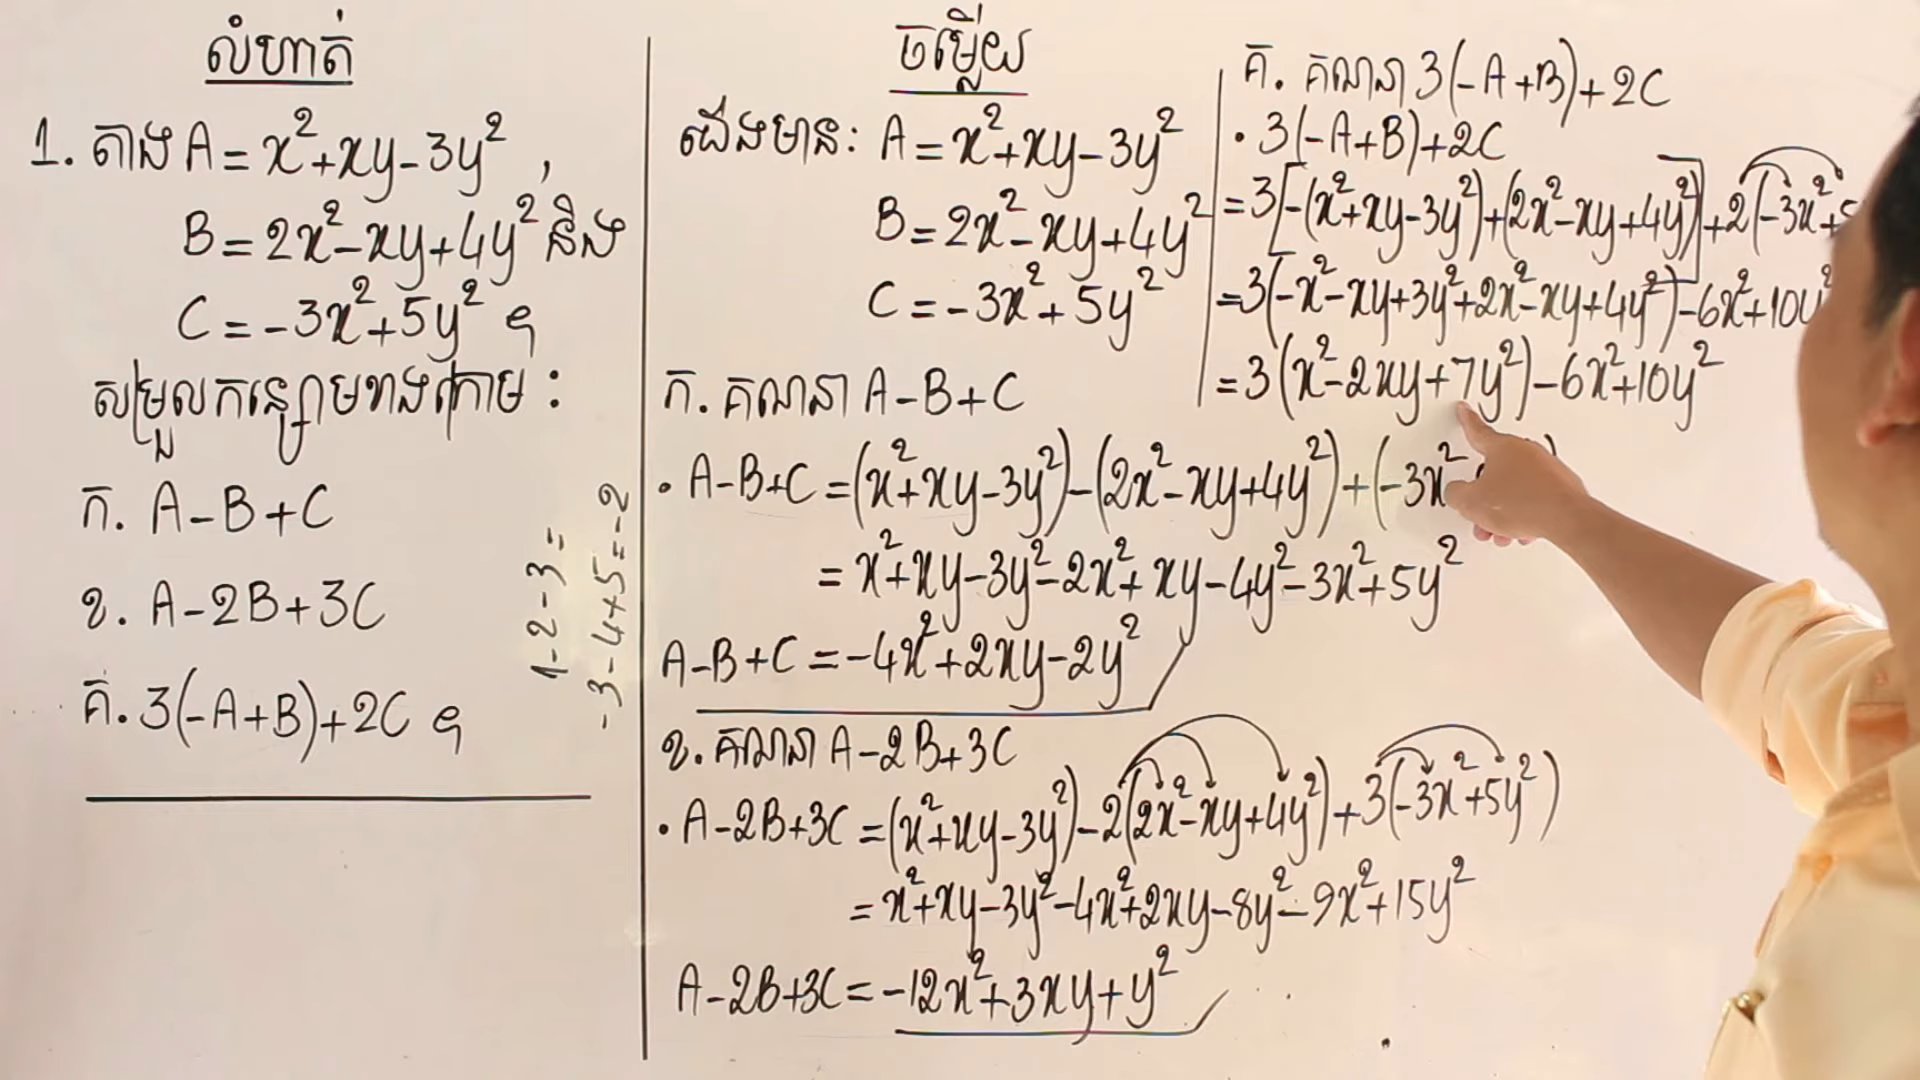 លំហាត់
1. តាង A = x² + xy - 3y² ,
B = 2x² - xy + 4y² និង
C = -3x² + 5y² ។
សម្រួលកន្សោមខាងក្រោម :
ក. A - B + C
ខ. A - 2B + 3C
គ. 3(-A + B) + 2C ។
1 - 2 - 3 =
-3 - 4 + 5 = -2
ចម្លើយ
យើងមាន : A = x² + xy - 3y²
B = 2x² - xy + 4y²
C = -3x² + 5y²
ក. គណនា A - B + C
• A - B + C = (x² + xy - 3y²) - (2x² - xy + 4y²) + (-3x²
= x² + xy - 3y² - 2x² + xy - 4y² - 3x² + 5y²
A - B + C = -4x² + 2xy - 2y²
ខ. គណនា A - 2B + 3C
• A - 2B + 3C = (x² + xy - 3y²) - 2(2x² - xy + 4y²) + 3(-3x² + 5y²)
= x² + xy - 3y² - 4x² + 2xy - 8y² - 9x² + 15y²
A - 2B + 3C = -12x² + 3xy + y²
គ. គណនា 3(-A + B) + 2C
• 3(-A + B) + 2C
= 3[-(x² + xy - 3y²) + (2x² - xy + 4y²)] + 2(-3x² + 5
= 3(-x² - xy + 3y² + 2x² - xy + 4y²) - 6x² + 10y²
= 3(x² - 2xy + 7y²) - 6x² + 10y²